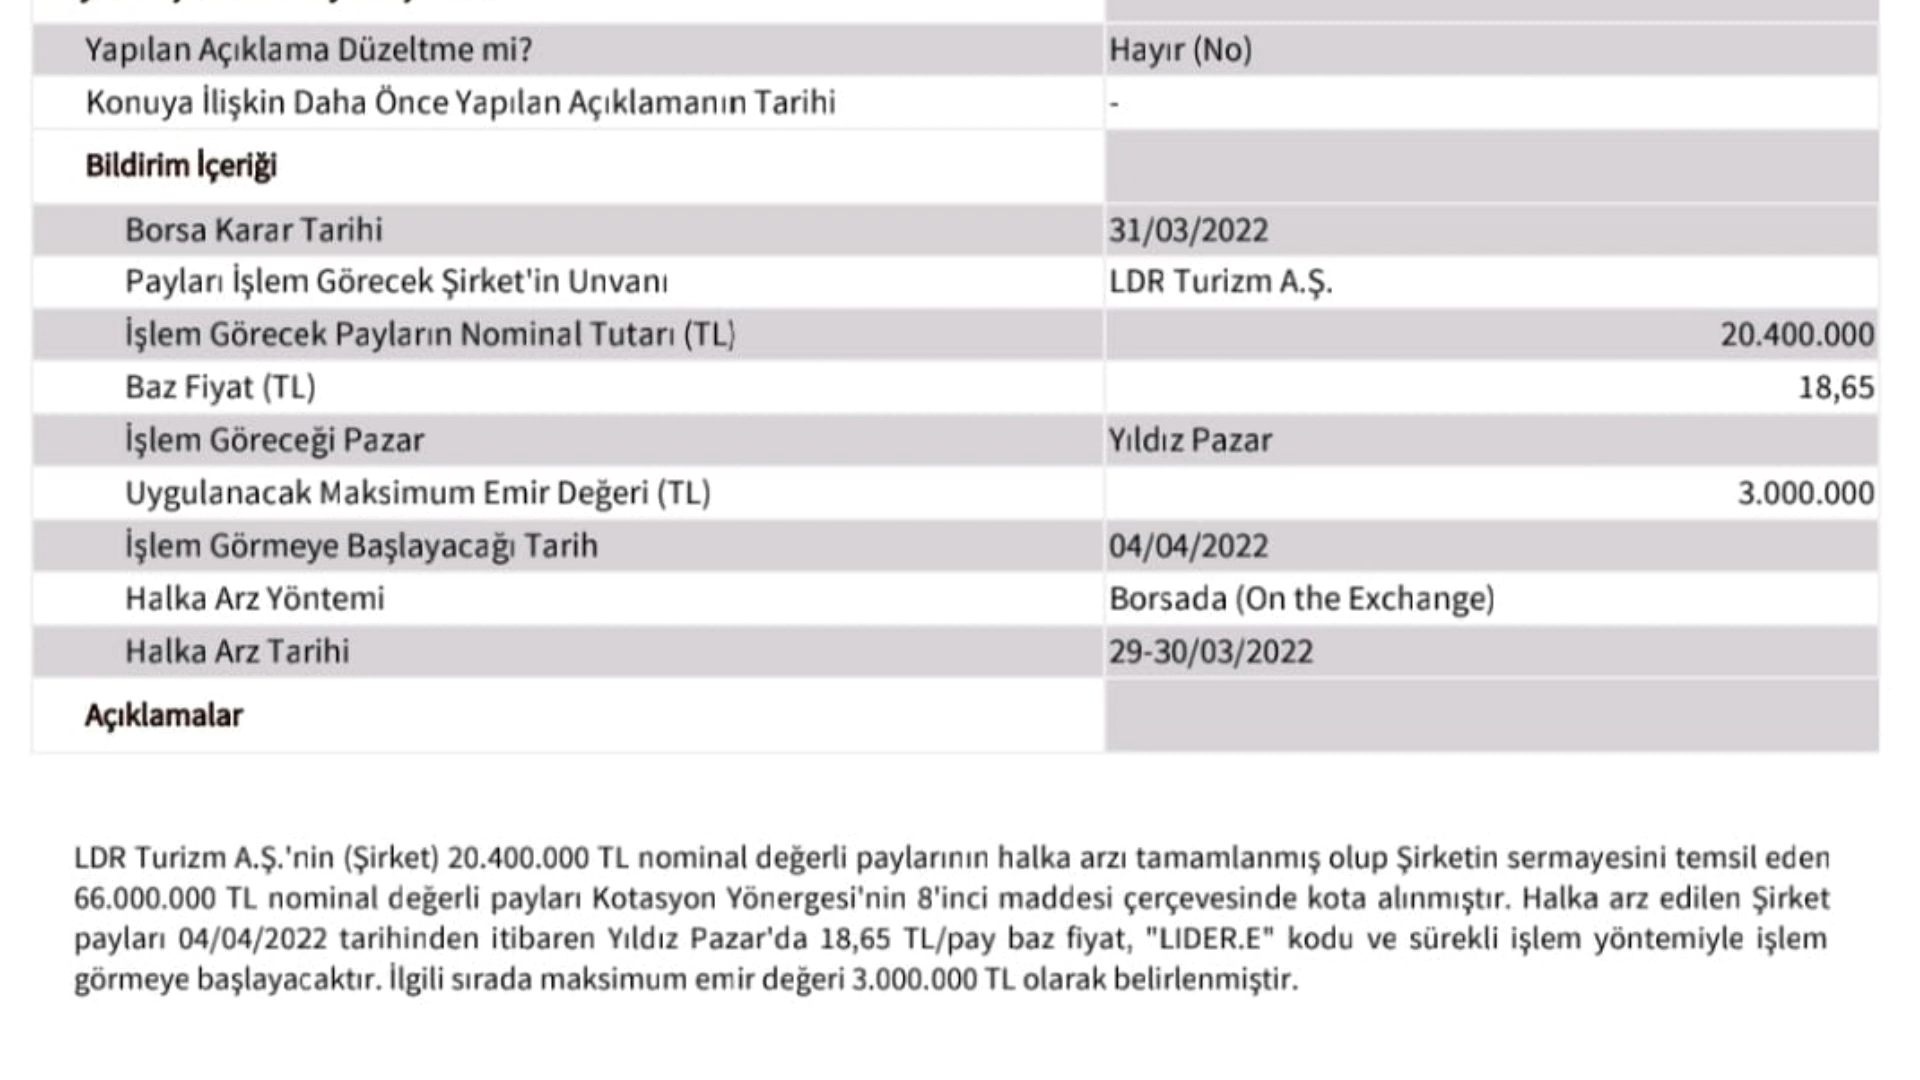 Yapılan Açıklama Düzeltme mi? Hayır (No)
Konuya İlişkin Daha Önce Yapılan Açıklamanın Tarihi -
Bildirim İçeriği
Borsa Karar Tarihi 31/03/2022
Payları İşlem Görecek Şirket'in Unvanı LDR Turizm A.Ş.
İşlem Görecek Payların Nominal Tutarı (TL) 20.400.000
Baz Fiyat (TL) 18,65
İşlem Göreceği Pazar Yıldız Pazar
Uygulanacak Maksimum Emir Değeri (TL) 3.000.000
İşlem Görmeye Başlayacağı Tarih 04/04/2022
Halka Arz Yöntemi Borsada (On the Exchange)
Halka Arz Tarihi 29-30/03/2022
Açıklamalar
LDR Turizm A.Ş.'nin (Şirket) 20.400.000 TL nominal değerli paylarının halka arzı tamamlanmış olup Şirketin sermayesini temsil eden
66.000.000 TL nominal değerli payları Kotasyon Yönergesi'nin 8'inci maddesi çerçevesinde kota alınmıştır. Halka arz edilen Şirket
payları 04/04/2022 tarihinden itibaren Yıldız Pazar'da 18,65 TL/pay baz fiyat, "LIDER.E" kodu ve sürekli işlem yöntemiyle işlem
görmeye başlayacaktır. İlgili sırada maksimum emir değeri 3.000.000 TL olarak belirlenmiştir.